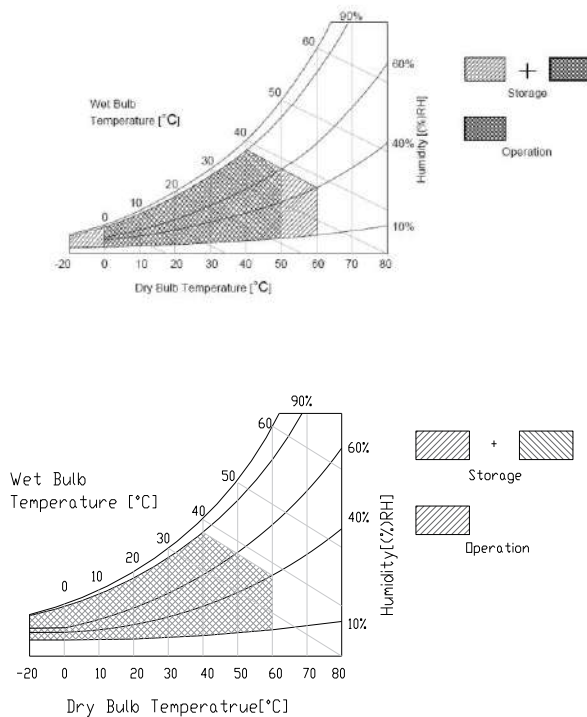 90%
60
60%
50
Wet Bulb
Temperature [°C]
+
Storage
40
40%
30
20
10
0
Humidity [(%)RH]
Operation
10%
-20 0 10 20 30 40 50 60 70 80
Dry Bulb Temperature [°C]
90%
60
60%
50
Wet Bulb
Temperature [°C]
+
Storage
40
40%
30
20
10
0
Humidity[(%)RH]
Operation
10%
-20 0 10 20 30 40 50 60 70 80
Dry Bulb Temperatrue[°C]